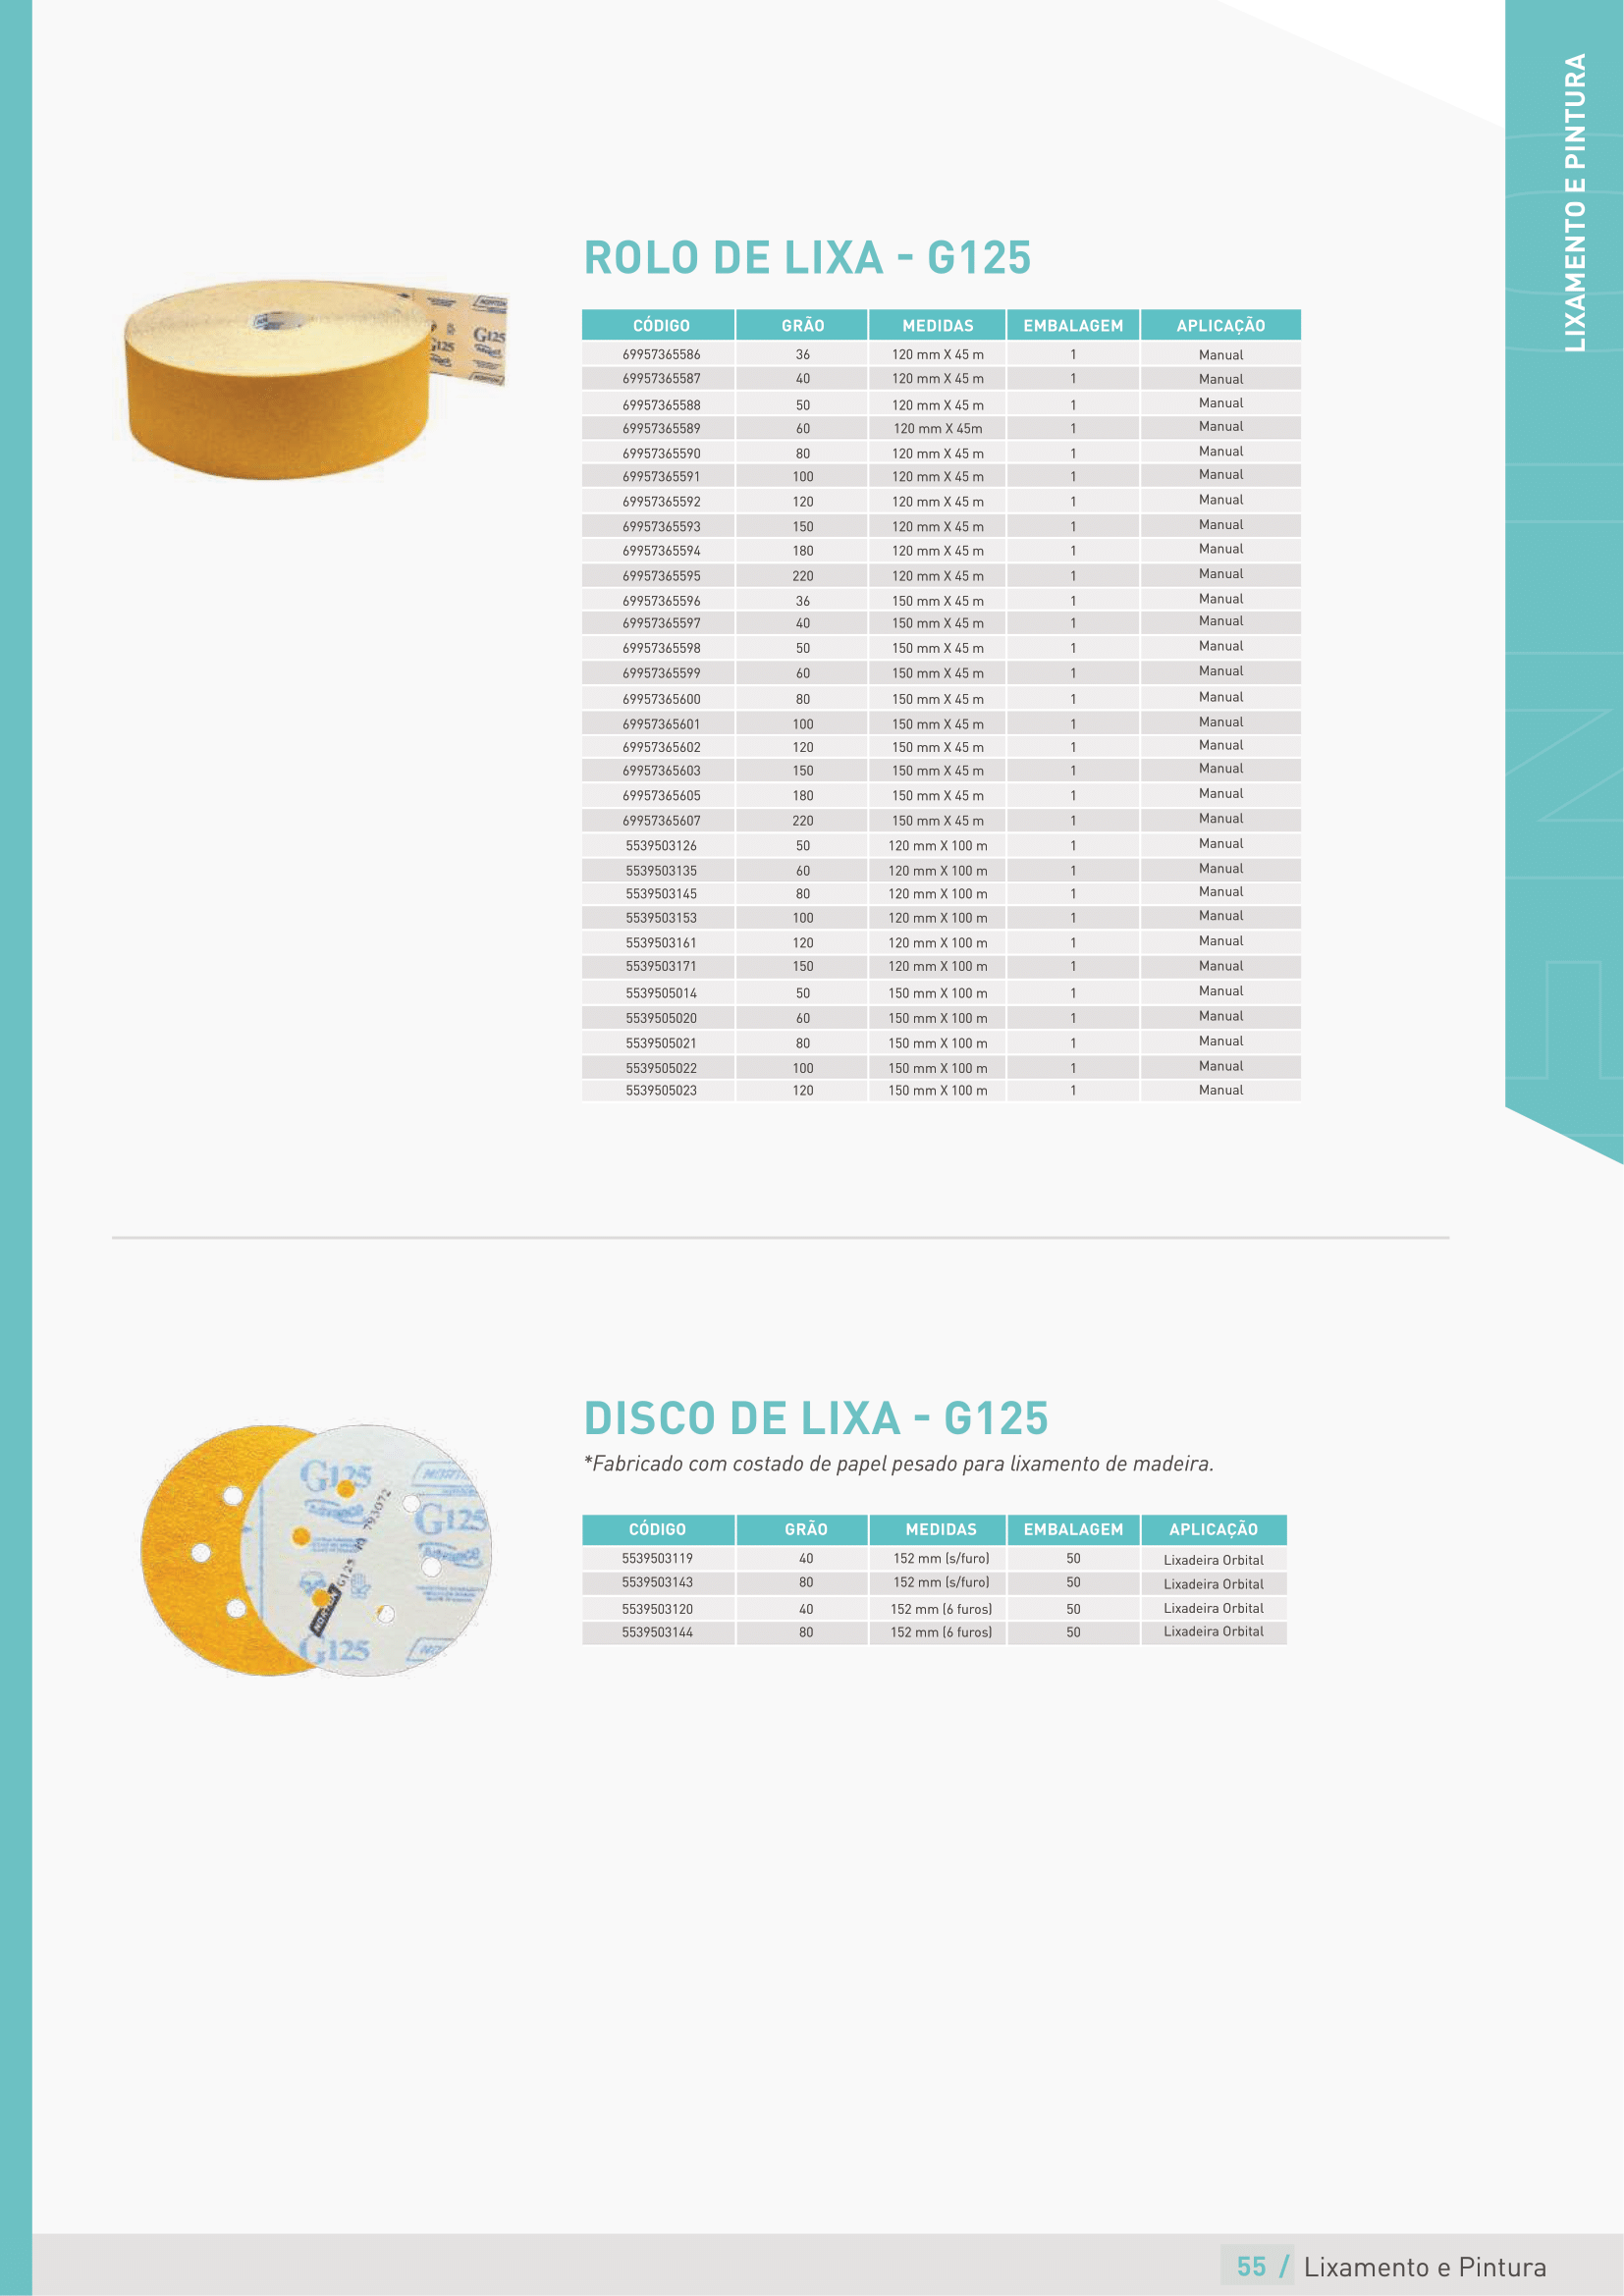 LIXAMENTO E PINTURA
ROLO DE LIXA - G125
CÓDIGO GRÃO MEDIDAS EMBALAGEM APLICAÇÃO
69957365586 36 120 mm X 45 m 1 Manual
69957365587 40 120 mm X 45 m 1 Manual
69957365588 50 120 mm X 45 m 1 Manual
69957365589 60 120 mm X 45m 1 Manual
69957365590 80 120 mm X 45 m 1 Manual
69957365591 100 120 mm X 45 m 1 Manual
69957365592 120 120 mm X 45 m 1 Manual
69957365593 150 120 mm X 45 m 1 Manual
69957365594 180 120 mm X 45 m 1 Manual
69957365595 220 120 mm X 45 m 1 Manual
69957365596 36 150 mm X 45 m 1 Manual
69957365597 40 150 mm X 45 m 1 Manual
69957365598 50 150 mm X 45 m 1 Manual
69957365599 60 150 mm X 45 m 1 Manual
69957365600 80 150 mm X 45 m 1 Manual
69957365601 100 150 mm X 45 m 1 Manual
69957365602 120 150 mm X 45 m 1 Manual
69957365603 150 150 mm X 45 m 1 Manual
69957365605 180 150 mm X 45 m 1 Manual
69957365607 220 150 mm X 45 m 1 Manual
5539503126 50 120 mm X 100 m 1 Manual
5539503135 60 120 mm X 100 m 1 Manual
5539503145 80 120 mm X 100 m 1 Manual
5539503153 100 120 mm X 100 m 1 Manual
5539503161 120 120 mm X 100 m 1 Manual
5539503171 150 120 mm X 100 m 1 Manual
5539505014 50 150 mm X 100 m 1 Manual
5539505020 60 150 mm X 100 m 1 Manual
5539505021 80 150 mm X 100 m 1 Manual
5539505022 100 150 mm X 100 m 1 Manual
5539505023 120 150 mm X 100 m 1 Manual
G125
G125
NORTON
DISCO DE LIXA - G125
*Fabricado com costado de papel pesado para lixamento de madeira.
CÓDIGO GRÃO MEDIDAS EMBALAGEM APLICAÇÃO
5539503119 40 152 mm (s/furo) 50 Lixadeira Orbital
5539503143 80 152 mm (s/furo) 50 Lixadeira Orbital
5539503120 40 152 mm (6 furos) 50 Lixadeira Orbital
5539503144 80 152 mm (6 furos) 50 Lixadeira Orbital
G125
Advance
G125
Advance
NORTON G125 40 793072
G125
55 / Lixamento e Pintura